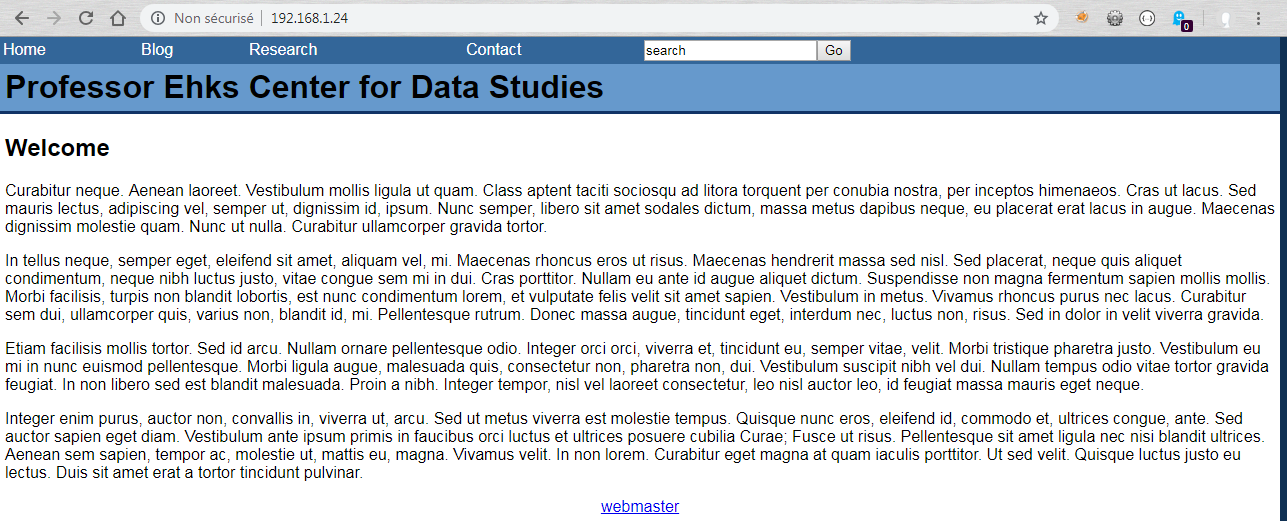 Non sécurisé | 192.168.1.24
0
Home Blog Research Contact search Go
Professor Ehks Center for Data Studies
Welcome
Curabitur neque. Aenean laoreet. Vestibulum mollis ligula ut quam. Class aptent taciti sociosqu ad litora torquent per conubia nostra, per inceptos himenaeos. Cras ut lacus. Sed
mauris lectus, adipiscing vel, semper ut, dignissim id, ipsum. Nunc semper, libero sit amet sodales dictum, massa metus dapibus neque, eu placerat erat lacus in augue. Maecenas
dignissim molestie quam. Nunc ut nulla. Curabitur ullamcorper gravida tortor.
In tellus neque, semper eget, eleifend sit amet, aliquam vel, mi. Maecenas rhoncus eros ut risus. Maecenas hendrerit massa sed nisl. Sed placerat, neque quis aliquet
condimentum, neque nibh luctus justo, vitae congue sem mi in dui. Cras porttitor. Nullam eu ante id augue aliquet dictum. Suspendisse non magna fermentum sapien mollis mollis.
Morbi facilisis, turpis non blandit lobortis, est nunc condimentum lorem, et vulputate felis velit sit amet sapien. Vestibulum in metus. Vivamus rhoncus purus nec lacus. Curabitur
sem dui, ullamcorper quis, varius non, blandit id, mi. Pellentesque rutrum. Donec massa augue, tincidunt eget, interdum nec, luctus non, risus. Sed in dolor in velit viverra gravida.
Etiam facilisis mollis tortor. Sed id arcu. Nullam ornare pellentesque odio. Integer orci orci, viverra et, tincidunt eu, semper vitae, velit. Morbi tristique pharetra justo. Vestibulum eu
mi in nunc euismod pellentesque. Morbi ligula augue, malesuada quis, consectetur non, pharetra non, dui. Vestibulum suscipit nibh vel dui. Nullam tempus odio vitae tortor gravida
feugiat. In non libero sed est blandit malesuada. Proin a nibh. Integer tempor, nisl vel laoreet consectetur, leo nisl auctor leo, id feugiat massa mauris eget neque.
Integer enim purus, auctor non, convallis in, viverra ut, arcu. Sed ut metus viverra est molestie tempus. Quisque nunc eros, eleifend id, commodo et, ultrices congue, ante. Sed
auctor sapien eget diam. Vestibulum ante ipsum primis in faucibus orci luctus et ultrices posuere cubilia Curae; Fusce ut risus. Pellentesque sit amet ligula nec nisi blandit ultrices.
Aenean sem sapien, tempor ac, molestie ut, mattis eu, magna. Vivamus velit. In non lorem. Curabitur eget magna at quam iaculis porttitor. Ut sed velit. Quisque luctus justo eu
lectus. Duis sit amet erat a tortor tincidunt pulvinar.
webmaster